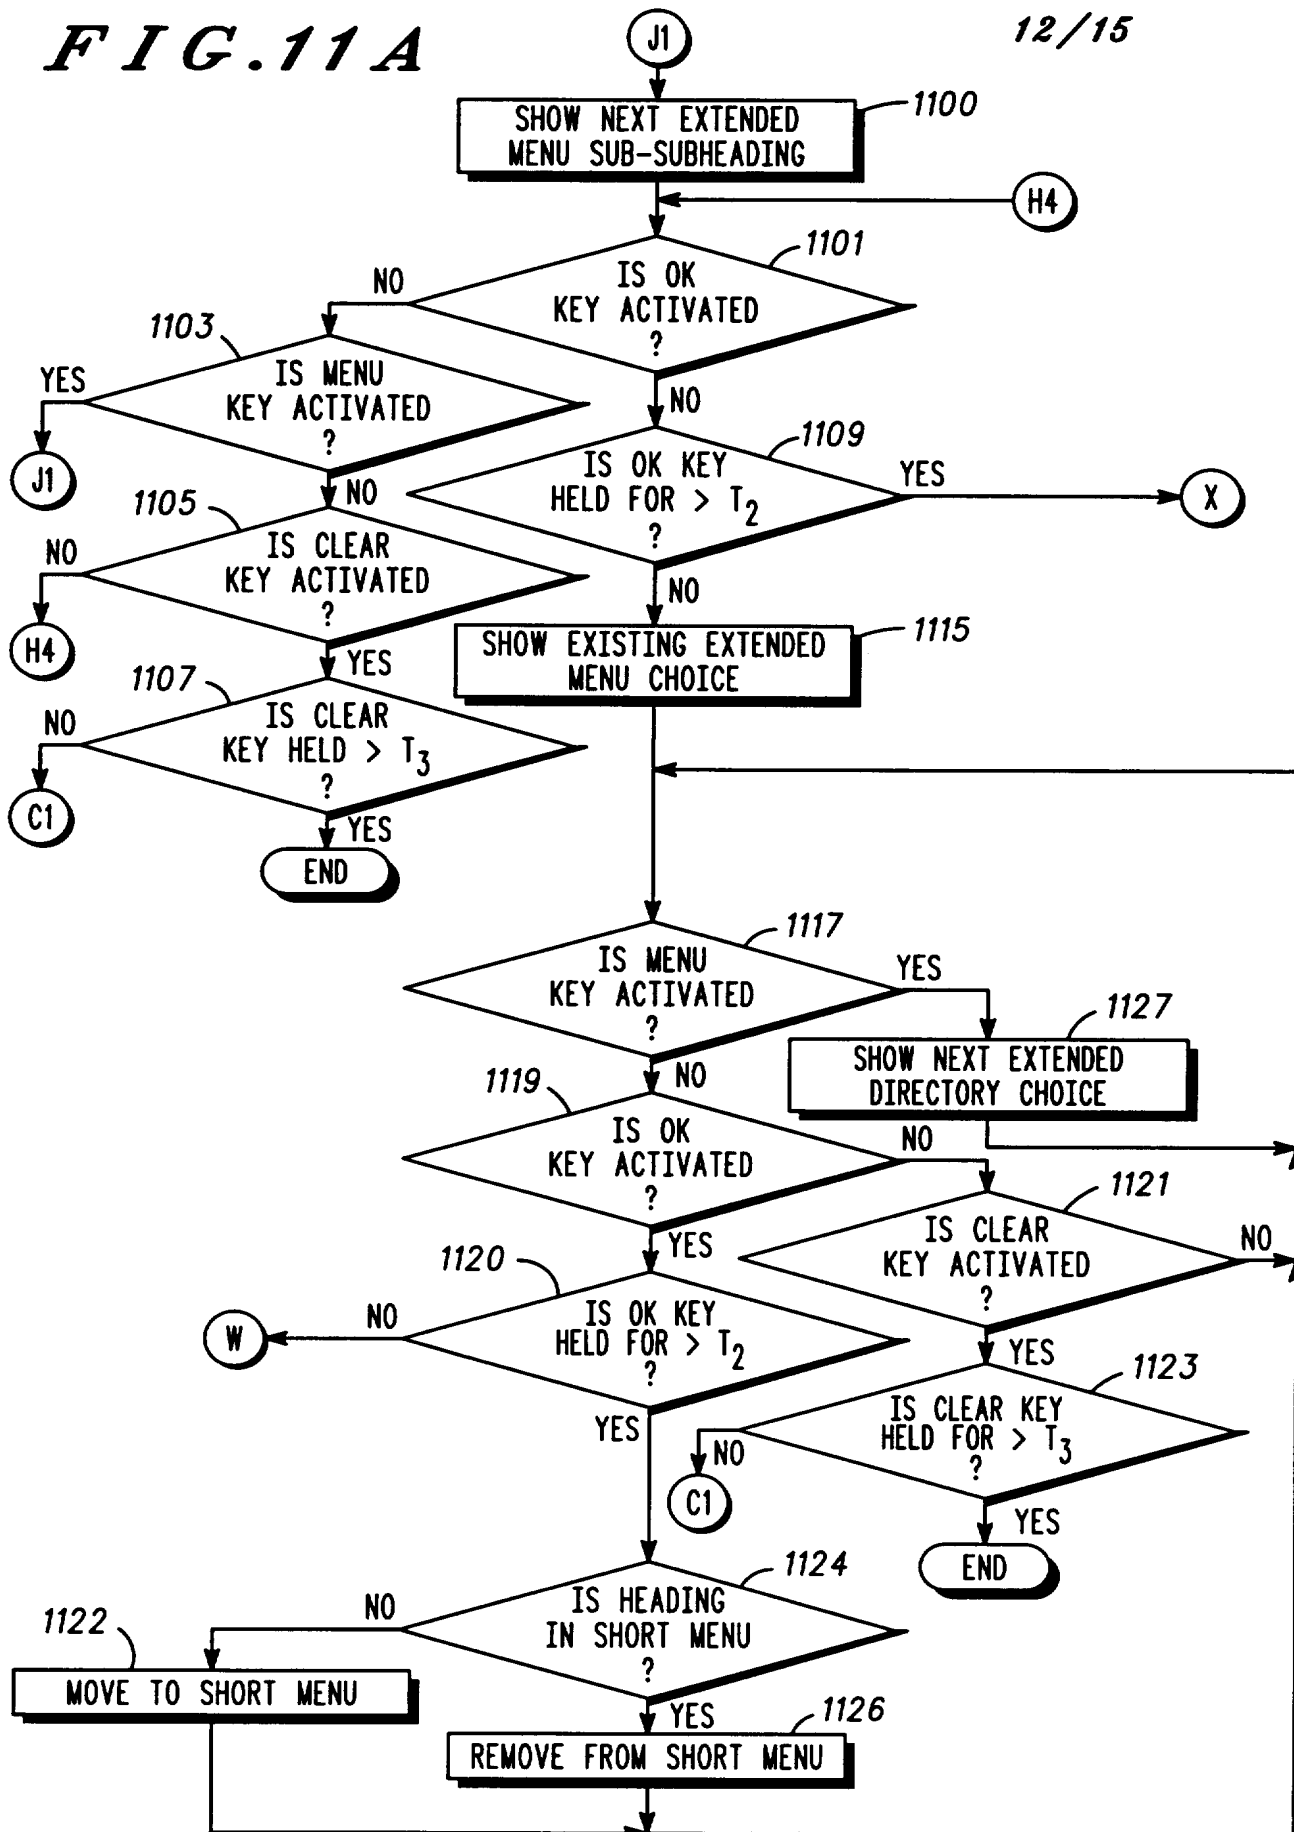 FIG.11A
12/15
J1
1100
SHOW NEXT EXTENDED
MENU SUB-SUBHEADING
H4
1101
IS OK
KEY ACTIVATED
?
NO
NO
1103
IS MENU
KEY ACTIVATED
?
YES
J1
NO
1109
IS OK KEY
HELD FOR > T2
?
YES
X
NO
1105
IS CLEAR
KEY ACTIVATED
?
NO
H4
YES
1115
SHOW EXISTING EXTENDED
MENU CHOICE
1107
IS CLEAR
KEY HELD > T3
?
NO
C1
YES
END
1117
IS MENU
KEY ACTIVATED
?
YES
NO
1127
SHOW NEXT EXTENDED
DIRECTORY CHOICE
1119
IS OK
KEY ACTIVATED
?
NO
YES
1121
IS CLEAR
KEY ACTIVATED
?
NO
YES
1120
IS OK KEY
HELD FOR > T2
?
NO
W
YES
1123
IS CLEAR KEY
HELD FOR > T3
?
NO
C1
YES
END
1124
IS HEADING
IN SHORT MENU
?
NO
YES
1122
MOVE TO SHORT MENU
1126
REMOVE FROM SHORT MENU